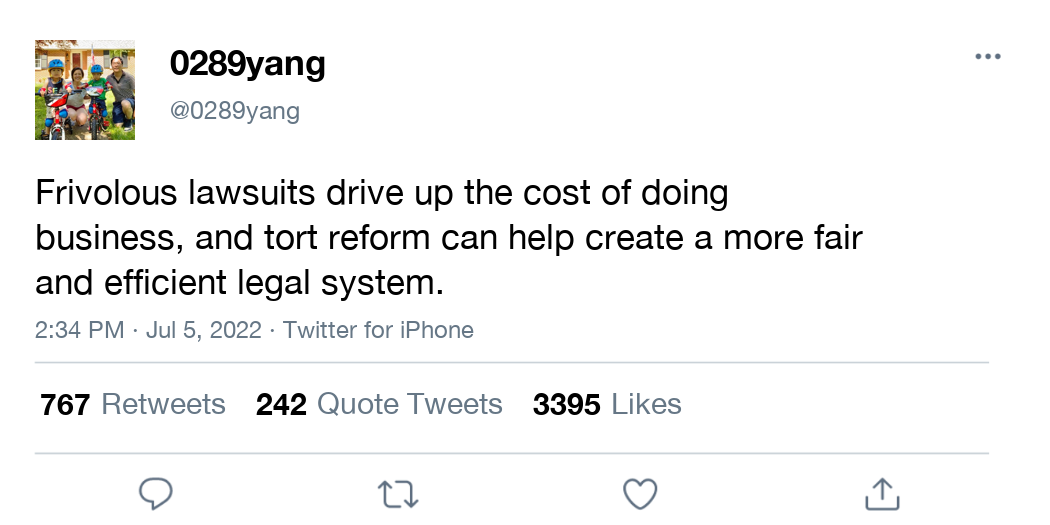 0289yang
@0289yang
Frivolous lawsuits drive up the cost of doing
business, and tort reform can help create a more fair
and efficient legal system.
2:34 PM · Jul 5, 2022 · Twitter for iPhone
767 Retweets 242 Quote Tweets 3395 Likes